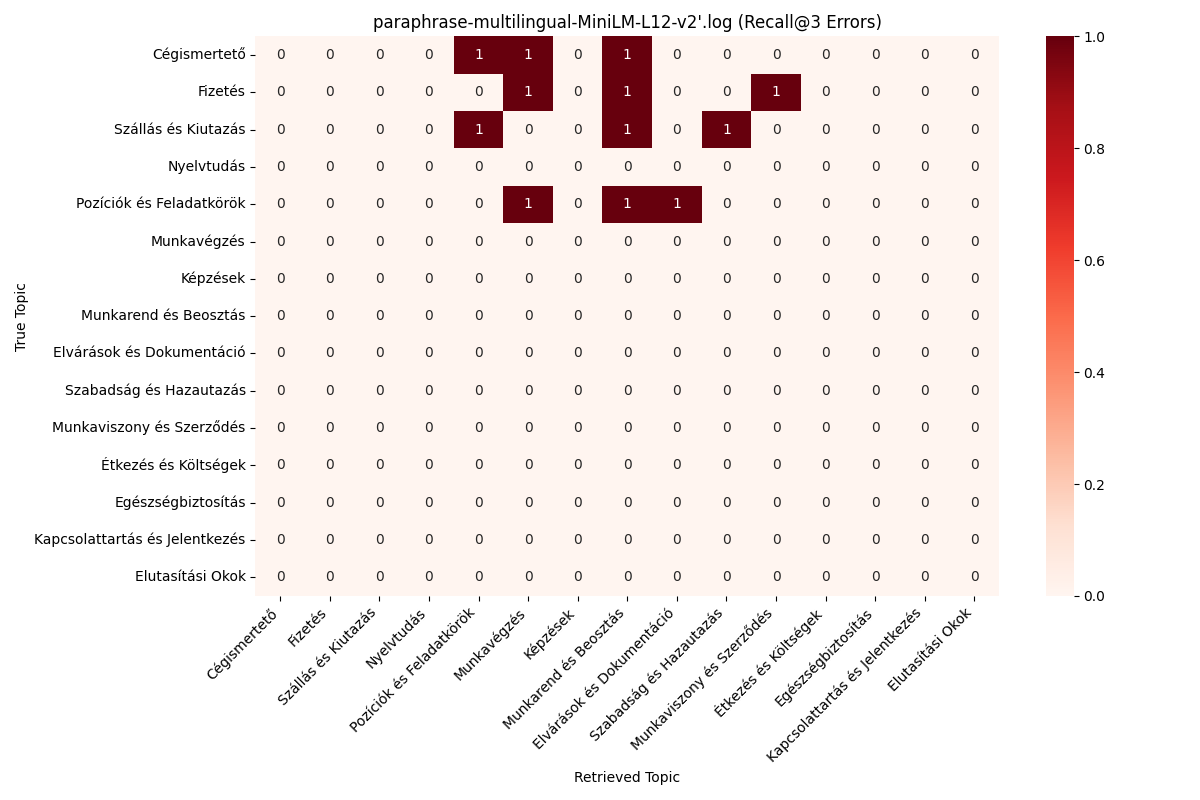 paraphrase-multilingual-MiniLM-L12-v2'.log (Recall@3 Errors)
True Topic
Cégismertető 0 0 0 0 1 1 0 1 0 0 0 0 0 0 0
Fizetés 0 0 0 0 0 1 0 1 0 0 1 0 0 0 0
Szállás és Kiutazás 0 0 0 0 1 0 0 1 0 1 0 0 0 0 0
Nyelvtudás 0 0 0 0 0 0 0 0 0 0 0 0 0 0 0
Pozíciók és Feladatkörök 0 0 0 0 0 1 0 1 1 0 0 0 0 0 0
Munkavégzés 0 0 0 0 0 0 0 0 0 0 0 0 0 0 0
Képzések 0 0 0 0 0 0 0 0 0 0 0 0 0 0 0
Munkarend és Beosztás 0 0 0 0 0 0 0 0 0 0 0 0 0 0 0
Elvárások és Dokumentáció 0 0 0 0 0 0 0 0 0 0 0 0 0 0 0
Szabadság és Hazautazás 0 0 0 0 0 0 0 0 0 0 0 0 0 0 0
Munkaviszony és Szerződés 0 0 0 0 0 0 0 0 0 0 0 0 0 0 0
Étkezés és Költségek 0 0 0 0 0 0 0 0 0 0 0 0 0 0 0
Egészségbiztosítás 0 0 0 0 0 0 0 0 0 0 0 0 0 0 0
Kapcsolattartás és Jelentkezés 0 0 0 0 0 0 0 0 0 0 0 0 0 0 0
Elutasítási Okok 0 0 0 0 0 0 0 0 0 0 0 0 0 0 0
Cégismertető
Fizetés
Szállás és Kiutazás
Nyelvtudás
Pozíciók és Feladatkörök
Munkavégzés
Képzések
Munkarend és Beosztás
Elvárások és Dokumentáció
Szabadság és Hazautazás
Munkaviszony és Szerződés
Étkezés és Költségek
Egészségbiztosítás
Kapcsolattartás és Jelentkezés
Elutasítási Okok
Retrieved Topic
1.0
0.8
0.6
0.4
0.2
0.0